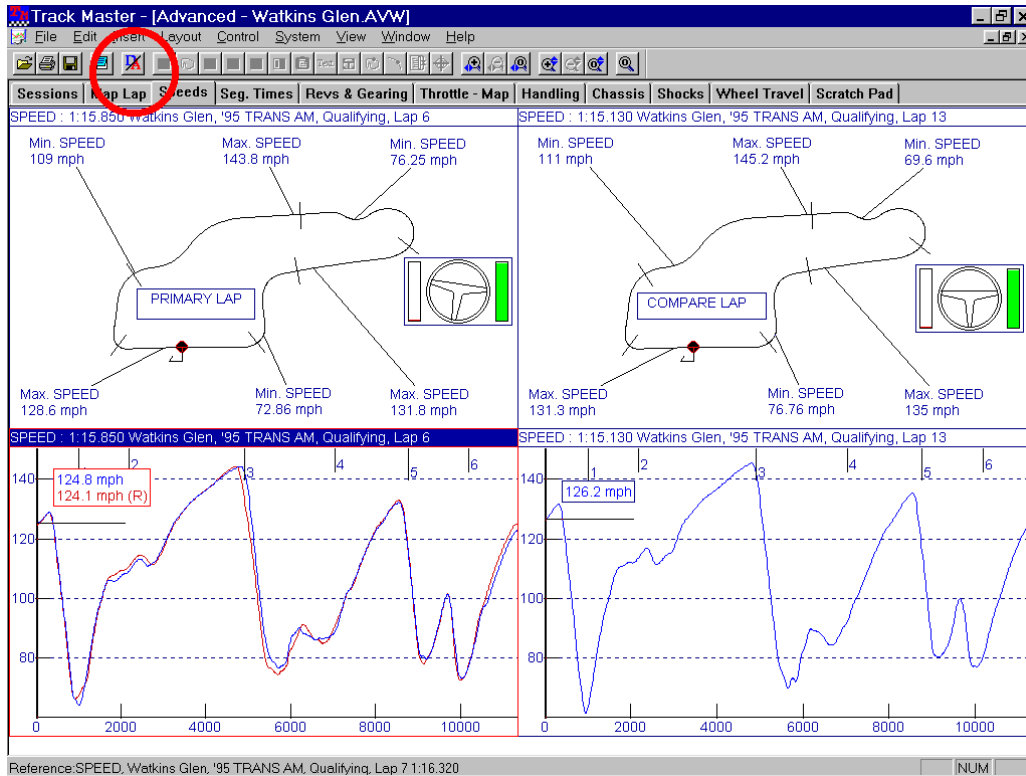 Track Master - [Advanced - Watkins Glen.AVW]
File Edit Insert Layout Control System View Window Help
Sessions Map Lap Speeds Seg. Times Revs & Gearing Throttle - Map Handling Chassis Shocks Wheel Travel Scratch Pad
SPEED : 1:15.850 Watkins Glen, '95 TRANS AM, Qualifying, Lap 6
Min. SPEED
109 mph
Max. SPEED
143.8 mph
Min. SPEED
76.25 mph
PRIMARY LAP
Max. SPEED
128.6 mph
Min. SPEED
72.86 mph
Max. SPEED
131.8 mph
SPEED : 1:15.130 Watkins Glen, '95 TRANS AM, Qualifying, Lap 13
Min. SPEED
111 mph
Max. SPEED
145.2 mph
Min. SPEED
69.6 mph
COMPARE LAP
Max. SPEED
131.3 mph
Min. SPEED
76.76 mph
Max. SPEED
135 mph
SPEED : 1:15.850 Watkins Glen, '95 TRANS AM, Qualifying, Lap 6
1 2 3 4 5 6
124.8 mph
124.1 mph (R)
140
120
100
80
0 2000 4000 6000 8000 10000
SPEED : 1:15.130 Watkins Glen, '95 TRANS AM, Qualifying, Lap 13
1 2 3 4 5 6
126.2 mph
140
120
100
80
0 2000 4000 6000 8000 10000
Reference:SPEED, Watkins Glen, '95 TRANS AM, Qualifying, Lap 7 1:16.320
NUM